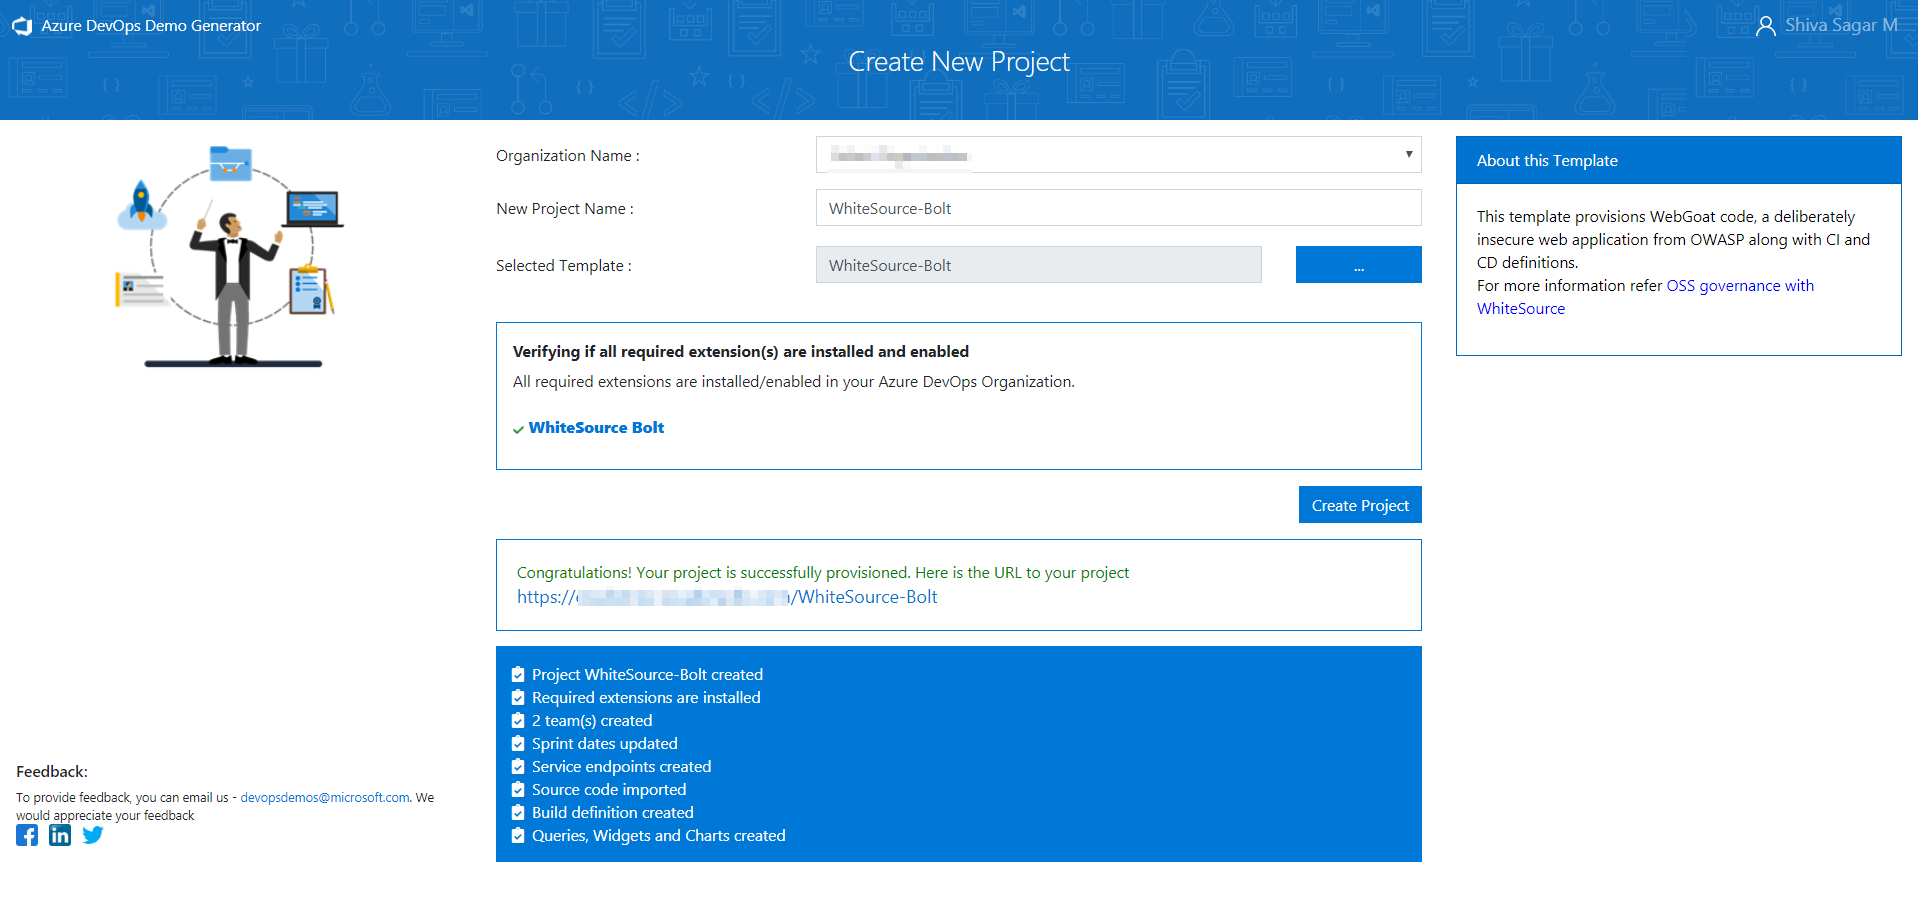 Azure DevOps Demo Generator
Shiva Sagar M
Create New Project
Organization Name :
New Project Name :
WhiteSource-Bolt
Selected Template :
WhiteSource-Bolt
...
Verifying if all required extension(s) are installed and enabled
All required extensions are installed/enabled in your Azure DevOps Organization.
WhiteSource Bolt
Create Project
Congratulations! Your project is successfully provisioned. Here is the URL to your project
https:// /WhiteSource-Bolt
Project WhiteSource-Bolt created
Required extensions are installed
2 team(s) created
Sprint dates updated
Service endpoints created
Source code imported
Build definition created
Queries, Widgets and Charts created
About this Template
This template provisions WebGoat code, a deliberately
insecure web application from OWASP along with CI and
CD definitions.
For more information refer OSS governance with
WhiteSource
Feedback:
To provide feedback, you can email us - devopsdemos@microsoft.com. We
would appreciate your feedback